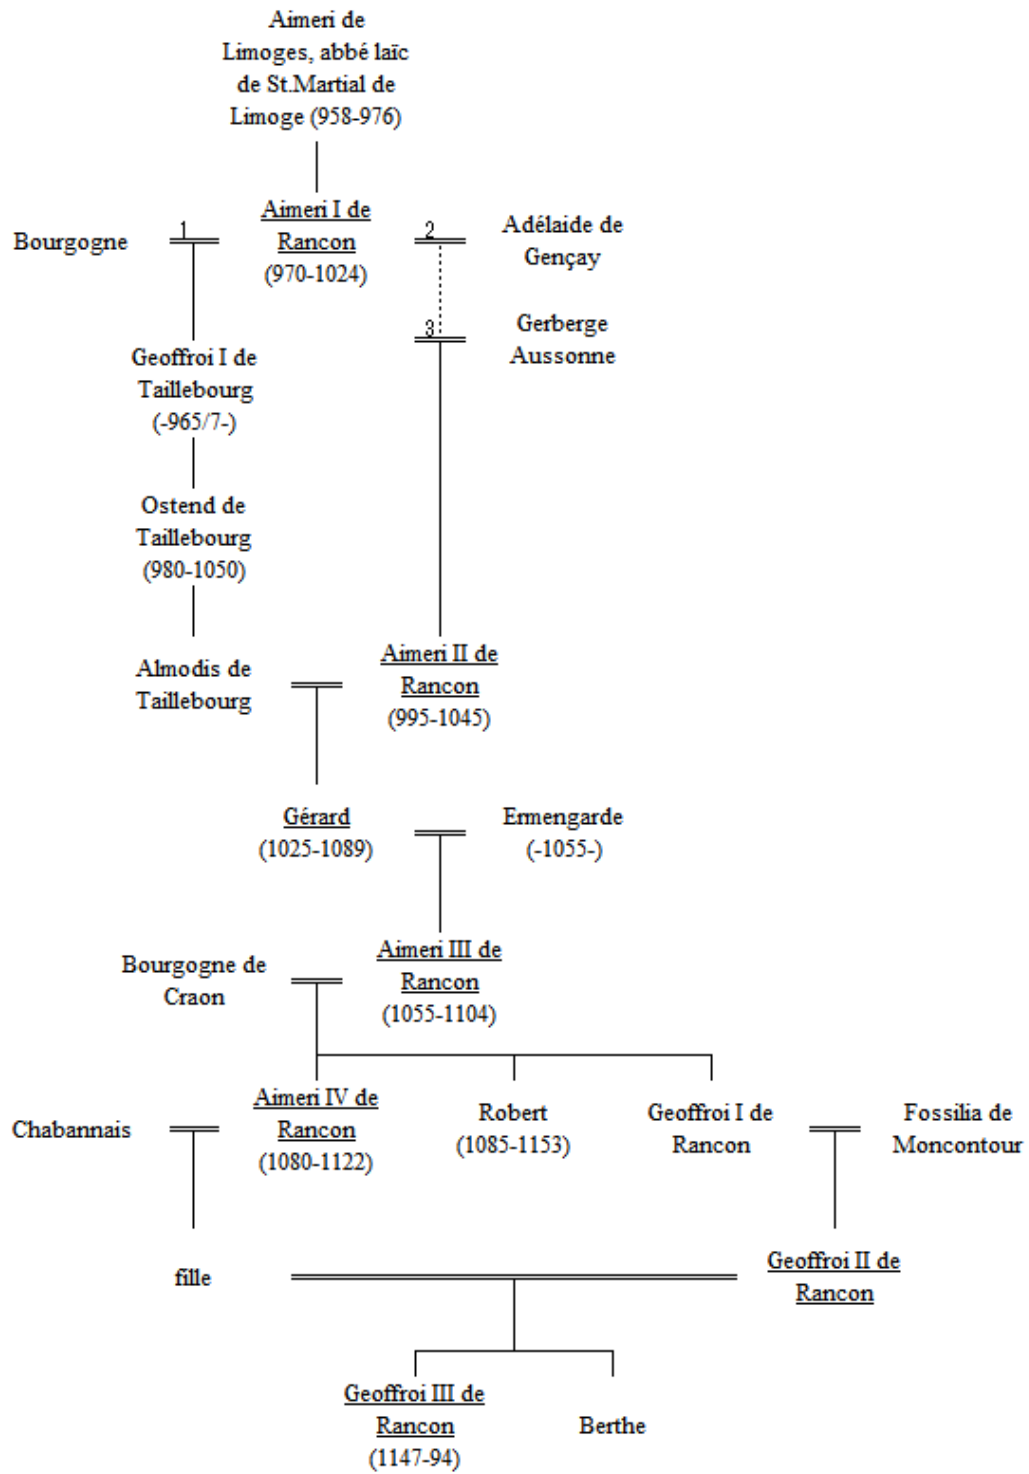 Aimeri de
Limoges, abbé laïc
de St.Martial de
Limoge (958-976)
Bourgogne
1
Aimeri I de
Rancon
(970-1024)
2
Adélaide de
Gençay
3
Gerberge
Aussonne
Geoffroi I de
Taillebourg
(-965/7-)
Ostend de
Taillebourg
(980-1050)
Almodis de
Taillebourg
Aimeri II de
Rancon
(995-1045)
Gérard
(1025-1089)
Ermengarde
(-1055-)
Bourgogne de
Craon
Aimeri III de
Rancon
(1055-1104)
Chabannais
Aimeri IV de
Rancon
(1080-1122)
Robert
(1085-1153)
Geoffroi I de
Rancon
Fossilia de
Moncontour
fille
Geoffroi II de
Rancon
Geoffroi III de
Rancon
(1147-94)
Berthe